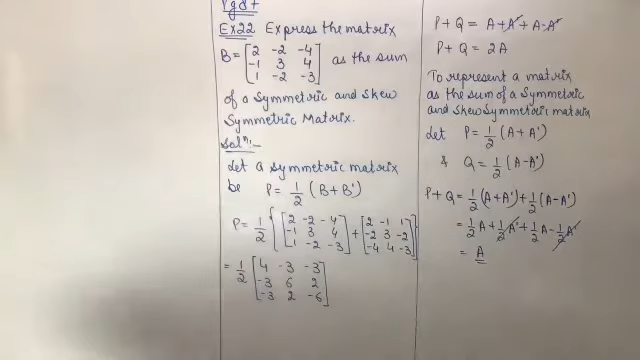 Pg 87
Ex 22 Express the matrix
B = [2 -2 -4
-1 3 4
1 -2 -3] as the sum
of a Symmetric and Skew
Symmetric Matrix.
Solⁿ:-
Let a symmetric matrix
be P = 1/2 (B + B')
P = 1/2 { [2 -2 -4
-1 3 4
1 -2 -3] + [2 -1 1
-2 3 -2
-4 4 -3] }
= 1/2 [4 -3 -3
-3 6 2
-3 2 -6]
P + Q = A + A' + A - A'
P + Q = 2A
To represent a matrix
as the sum of a Symmetric
and Skew Symmetric matrix
Let P = 1/2 (A + A')
& Q = 1/2 (A - A')
P + Q = 1/2 (A + A') + 1/2 (A - A')
= 1/2 A + 1/2 A' + 1/2 A - 1/2 A'
= A